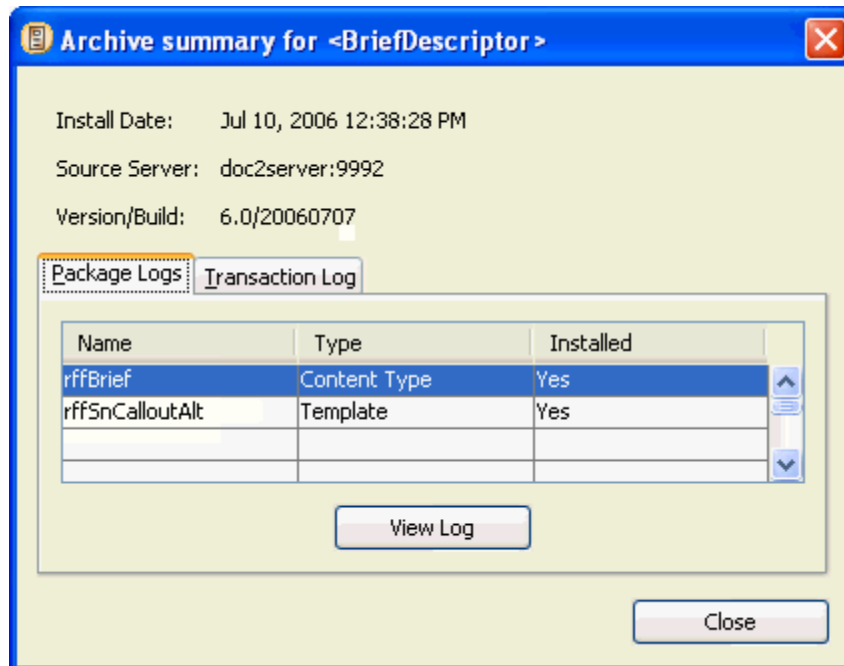 Archive summary for <BriefDescriptor>
Install Date: Jul 10, 2006 12:38:28 PM
Source Server: doc2server:9992
Version/Build: 6.0/20060707
Package Logs Transaction Log
Name Type Installed
rffBrief Content Type Yes
rffSnCalloutAlt Template Yes
View Log
Close